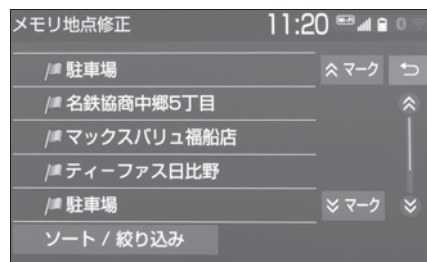 メモリ地点修正 11:20
駐車場 マーク
名鉄協商中郷5丁目
マックスバリュ福船店
ティーファス日比野
駐車場 マーク
ソート / 絞り込み